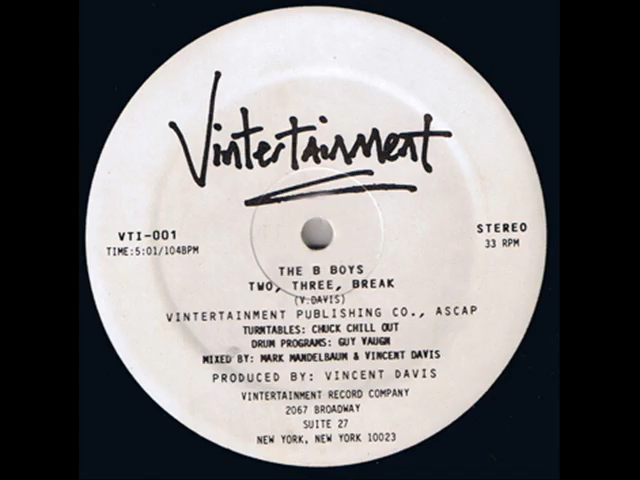 Vintertainment
VTI-001
TIME:5:01/104BPM
STEREO
33 RPM
THE B BOYS
TWO, THREE, BREAK
(V.DAVIS)
VINTERTAINMENT PUBLISHING CO., ASCAP
TURNTABLES: CHUCK CHILL OUT
DRUM PROGRAMS: GUY VAUGN
MIXED BY: MARK MANDELBAUM & VINCENT DAVIS
PRODUCED BY: VINCENT DAVIS
VINTERTAINMENT RECORD COMPANY
2067 BROADWAY
SUITE 27
NEW YORK, NEW YORK 10023